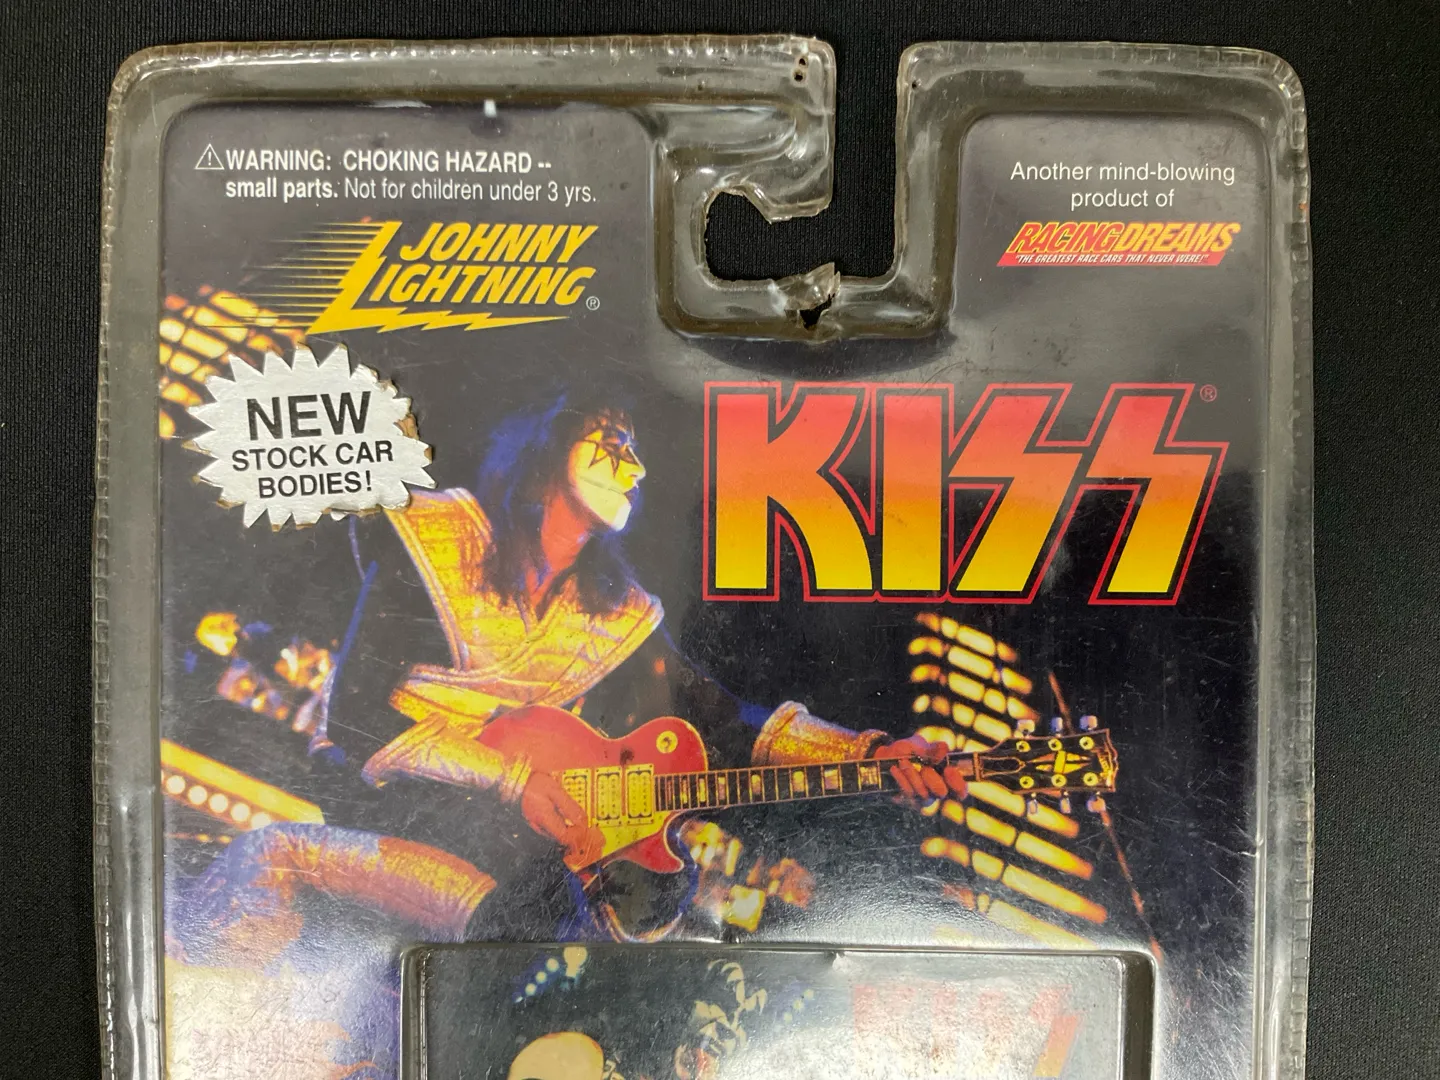 WARNING: CHOKING HAZARD --
small parts. Not for children under 3 yrs.
JOHNNY
LIGHTNING®
Another mind-blowing
product of
RACING DREAMS
"THE GREATEST RACE CARS THAT NEVER WERE!"
NEW
STOCK CAR
BODIES!
KISS®
KISS